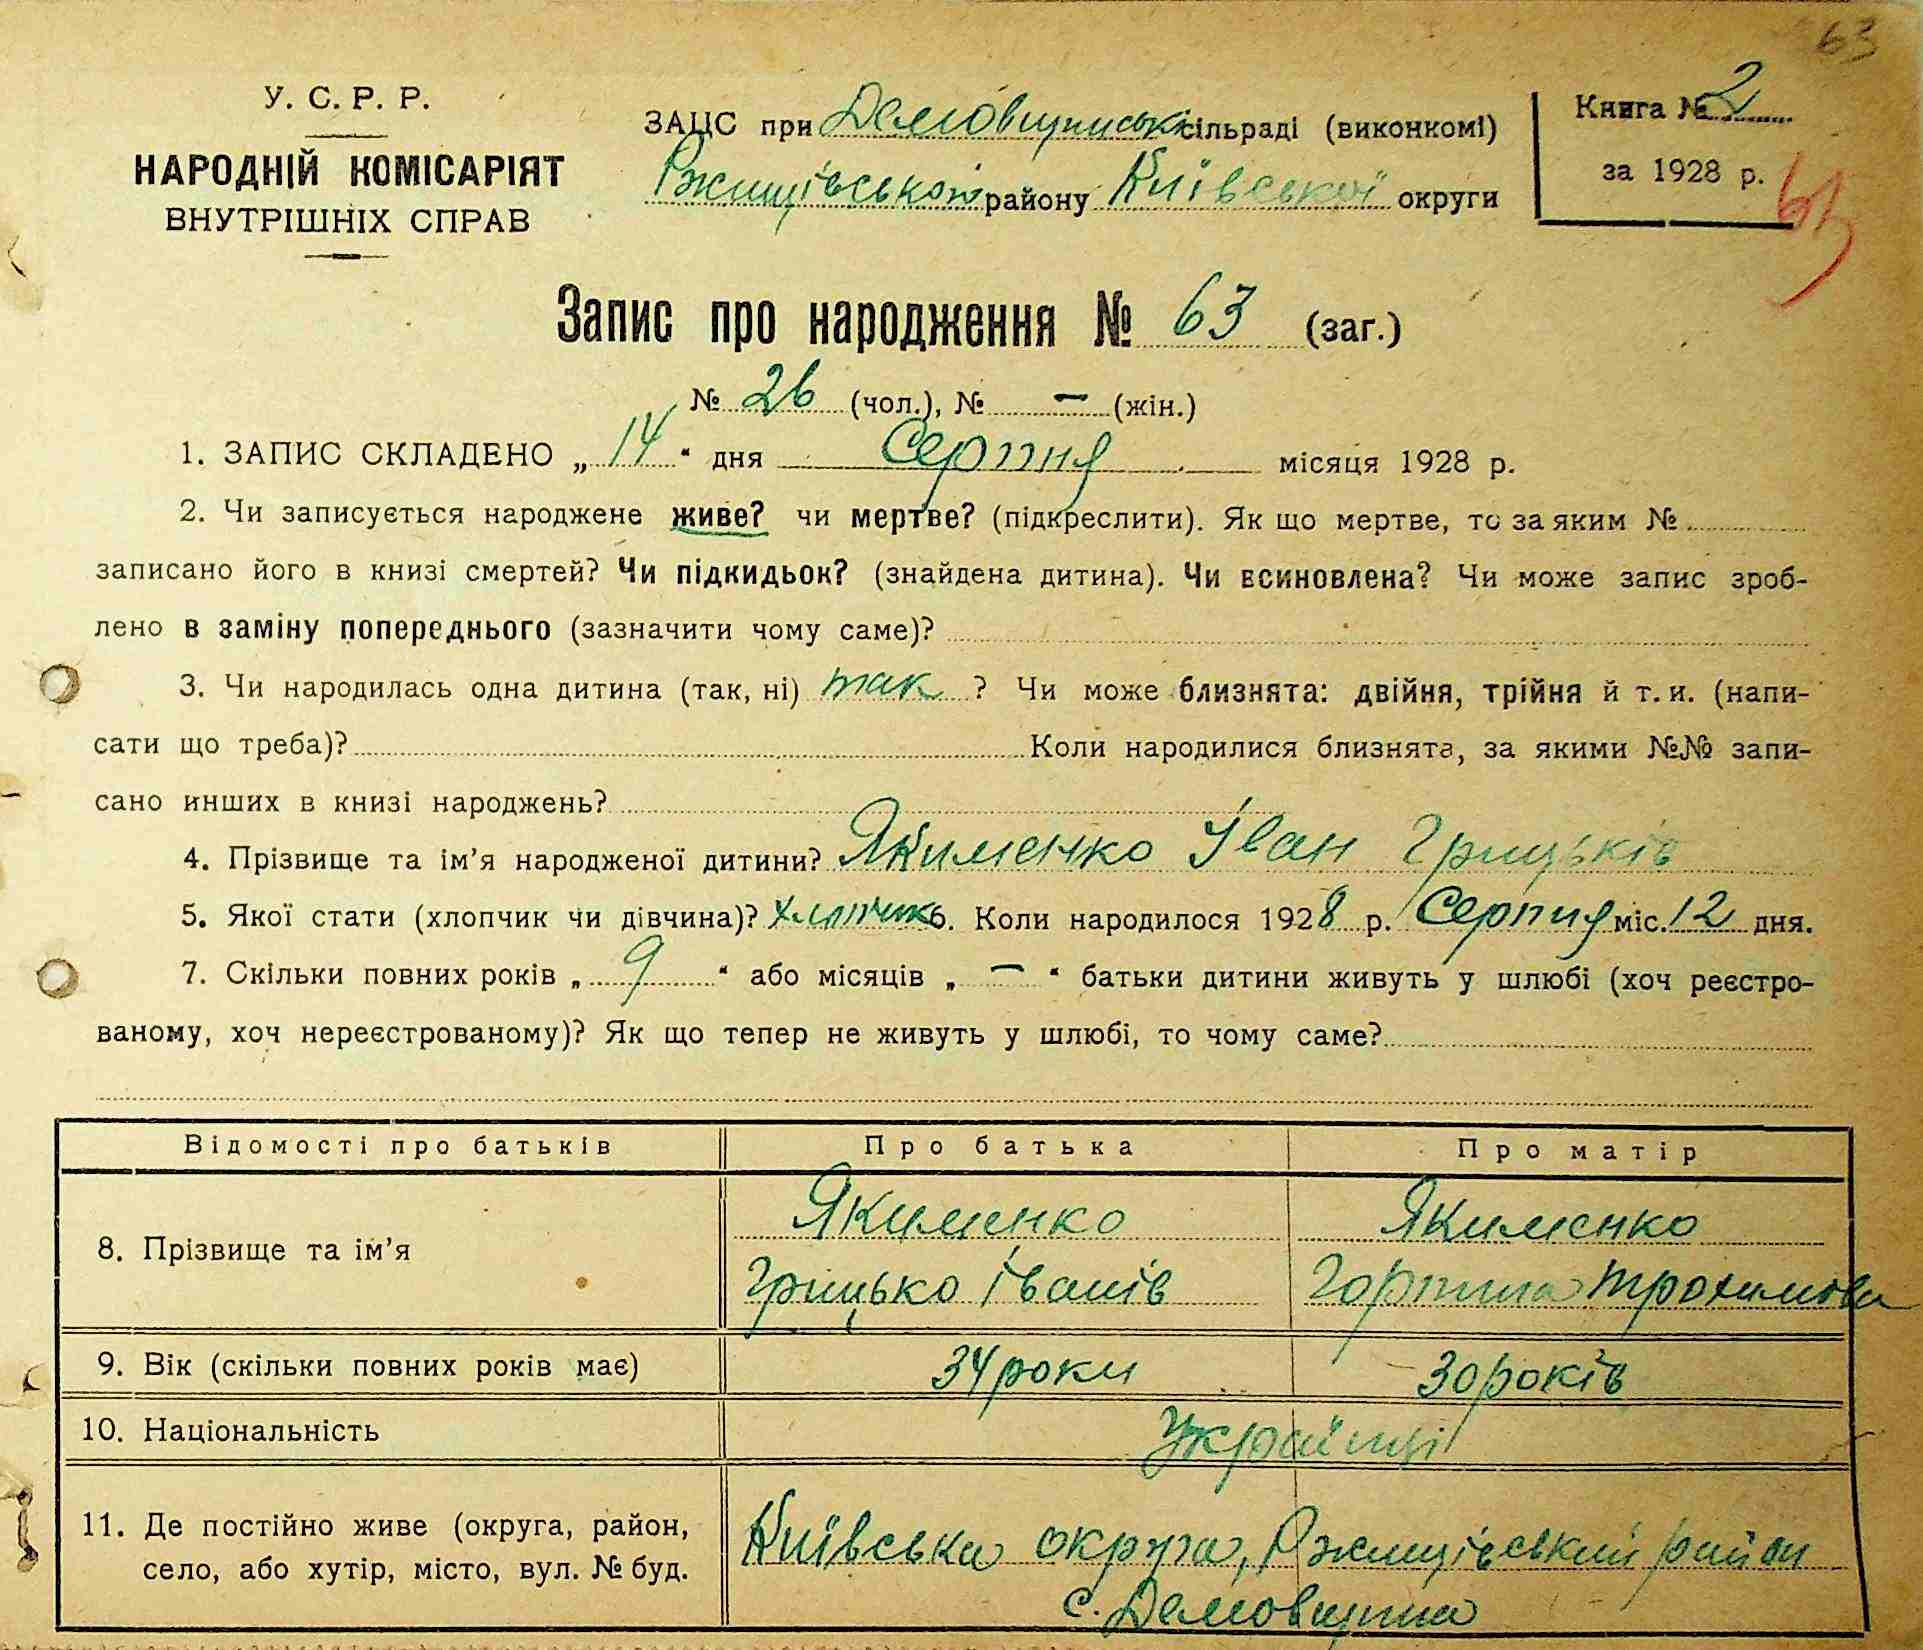 63
У. С. Р. Р.
НАРОДНІЙ КОМІСАРІЯТ
ВНУТРІШНІХ СПРАВ
ЗАЦС при Демовщинській сільраді (виконкомі)
Ржищівського району Київської округи
Книга № 2
за 1928 р.
Запис про народження № 63 (заг.)
№ 26 (чол.), № — (жін.)
1. ЗАПИС СКЛАДЕНО „14“ дня Серпня місяця 1928 р.
2. Чи записується народжене живе? чи мертве? (підкреслити). Як що мертве, то за яким №
записано його в книзі смертей? Чи підкидьок? (знайдена дитина). Чи всиновлена? Чи може запис зроб-
лено в заміну попереднього (зазначити чому саме)?
3. Чи народилась одна дитина (так, ні) так ? Чи може близнята: двійня, трійня й т. и. (напи-
сати що треба)? Коли народилися близнята, за якими №№ запи-
сано инших в книзі народжень?
4. Прізвище та ім’я народженої дитини? Якименко Іван Грицьків
5. Якої стати (хлопчик чи дівчина)? хлопчик 6. Коли народилося 1928 р. Серпня міс. 12 дня.
7. Скільки повних років „ 9 “ або місяців „ — “ батьки дитини живуть у шлюбі (хоч реєстро-
ваному, хоч нереєстрованому)? Як що тепер не живуть у шлюбі, то чому саме?
Відомості про батьків Про батька Про матір
8. Прізвище та ім’я
Якименко Якименко
Грицько Іванів Горпина Трохимова
9. Вік (скільки повних років має) 34 роки 30 років
10. Національність Українці
11. Де постійно живе (округа, район,
село, або хутір, місто, вул. № буд.
Київська округа, Ржищівський район
с. Демовщина